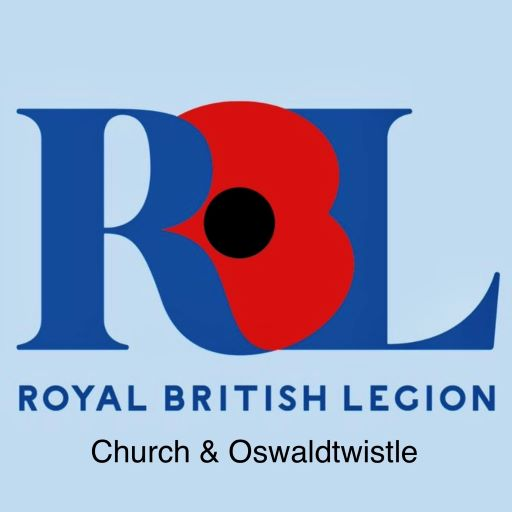 RBL
ROYAL BRITISH LEGION
Church & Oswaldtwistle